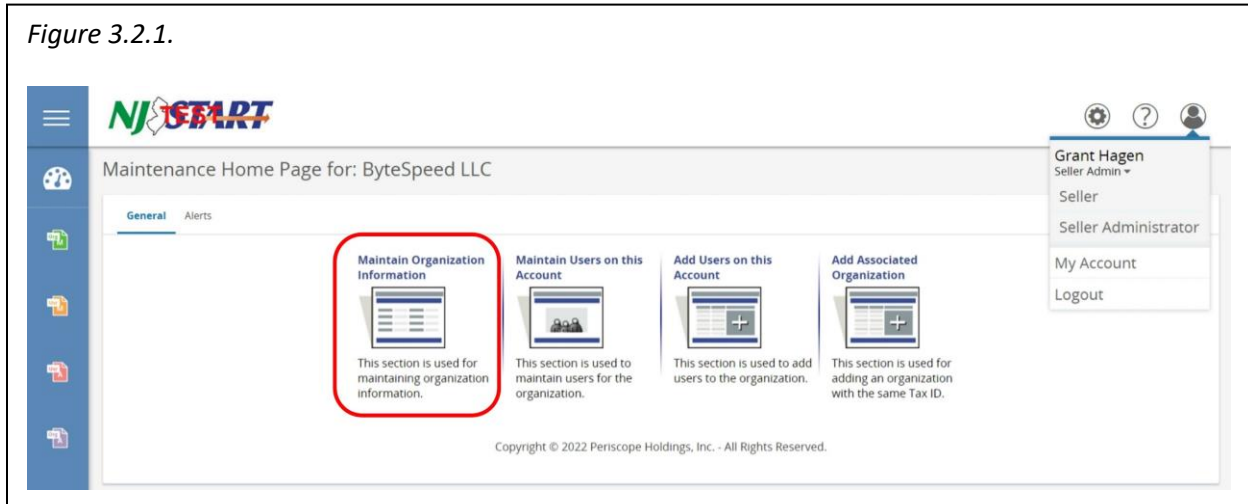 Figure 3.2.1.
NJ START
TEST
Maintenance Home Page for: ByteSpeed LLC
Grant Hagen
Seller Admin
Seller
Seller Administrator
My Account
Logout
General Alerts
Maintain Organization
Information
This section is used for
maintaining organization
information.
Maintain Users on this
Account
This section is used to
maintain users for the
organization.
Add Users on this
Account
This section is used to add
users to the organization.
Add Associated
Organization
This section is used for
adding an organization
with the same Tax ID.
Copyright © 2022 Periscope Holdings, Inc. - All Rights Reserved.